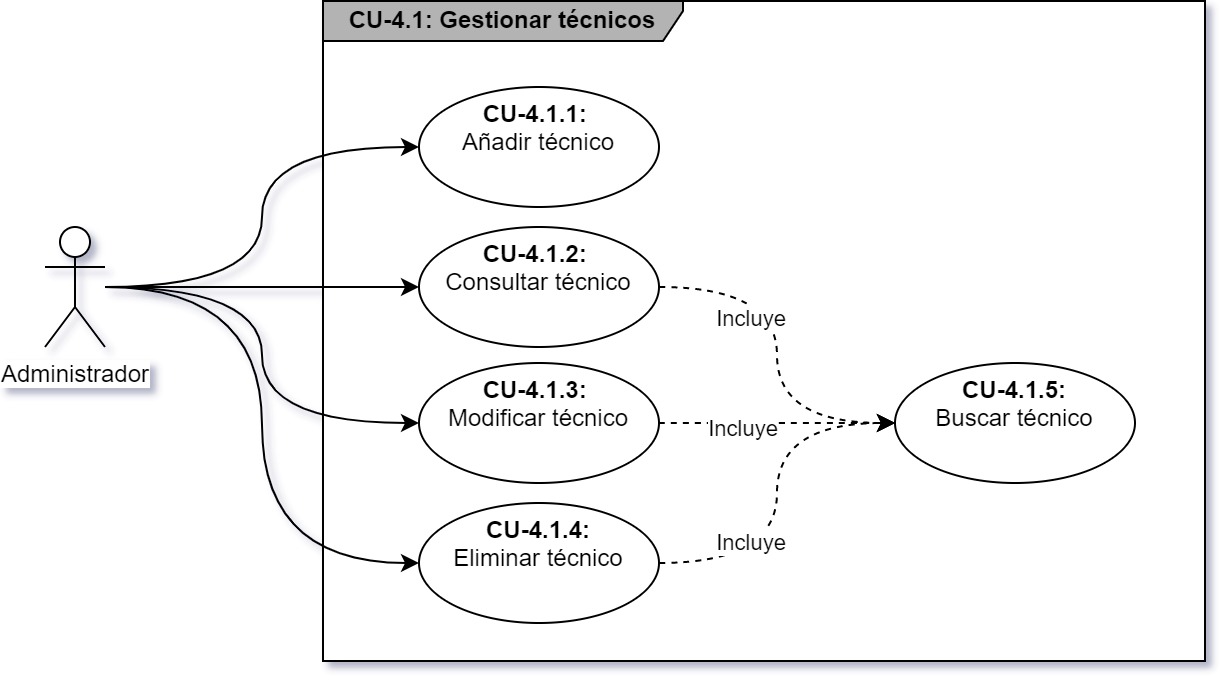 CU-4.1: Gestionar técnicos
CU-4.1.1:
Añadir técnico
CU-4.1.2:
Consultar técnico
Incluye
Administrador
CU-4.1.3:
Modificar técnico
Incluye
CU-4.1.5:
Buscar técnico
CU-4.1.4:
Eliminar técnico
Incluye